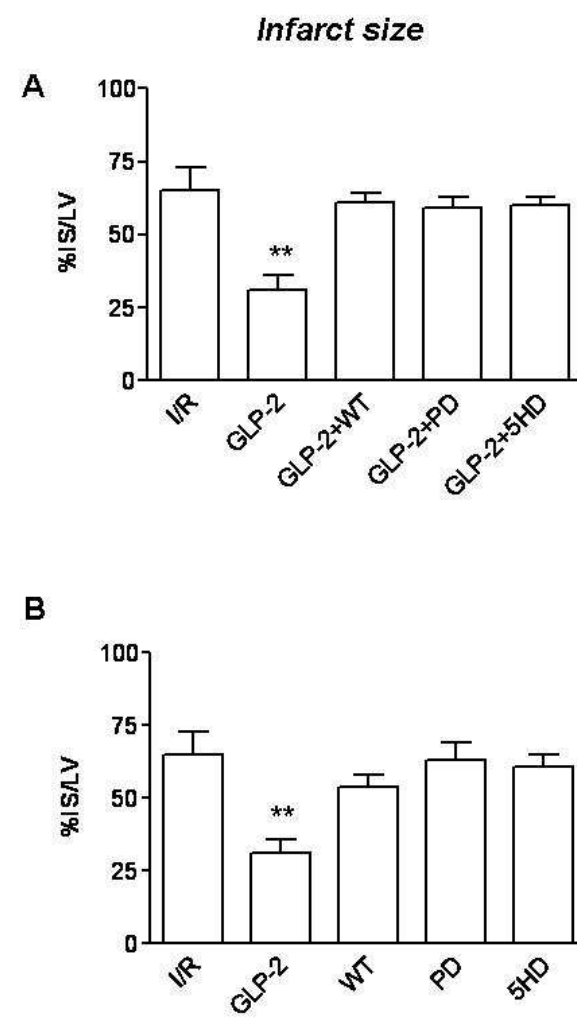 Infarct size
A
100
75
50
25
0
%IS/LV
**
I/R
GLP-2
GLP-2+WT
GLP-2+PD
GLP-2+5HD
B
100
75
50
25
0
%IS/LV
**
I/R
GLP-2
WT
PD
5HD